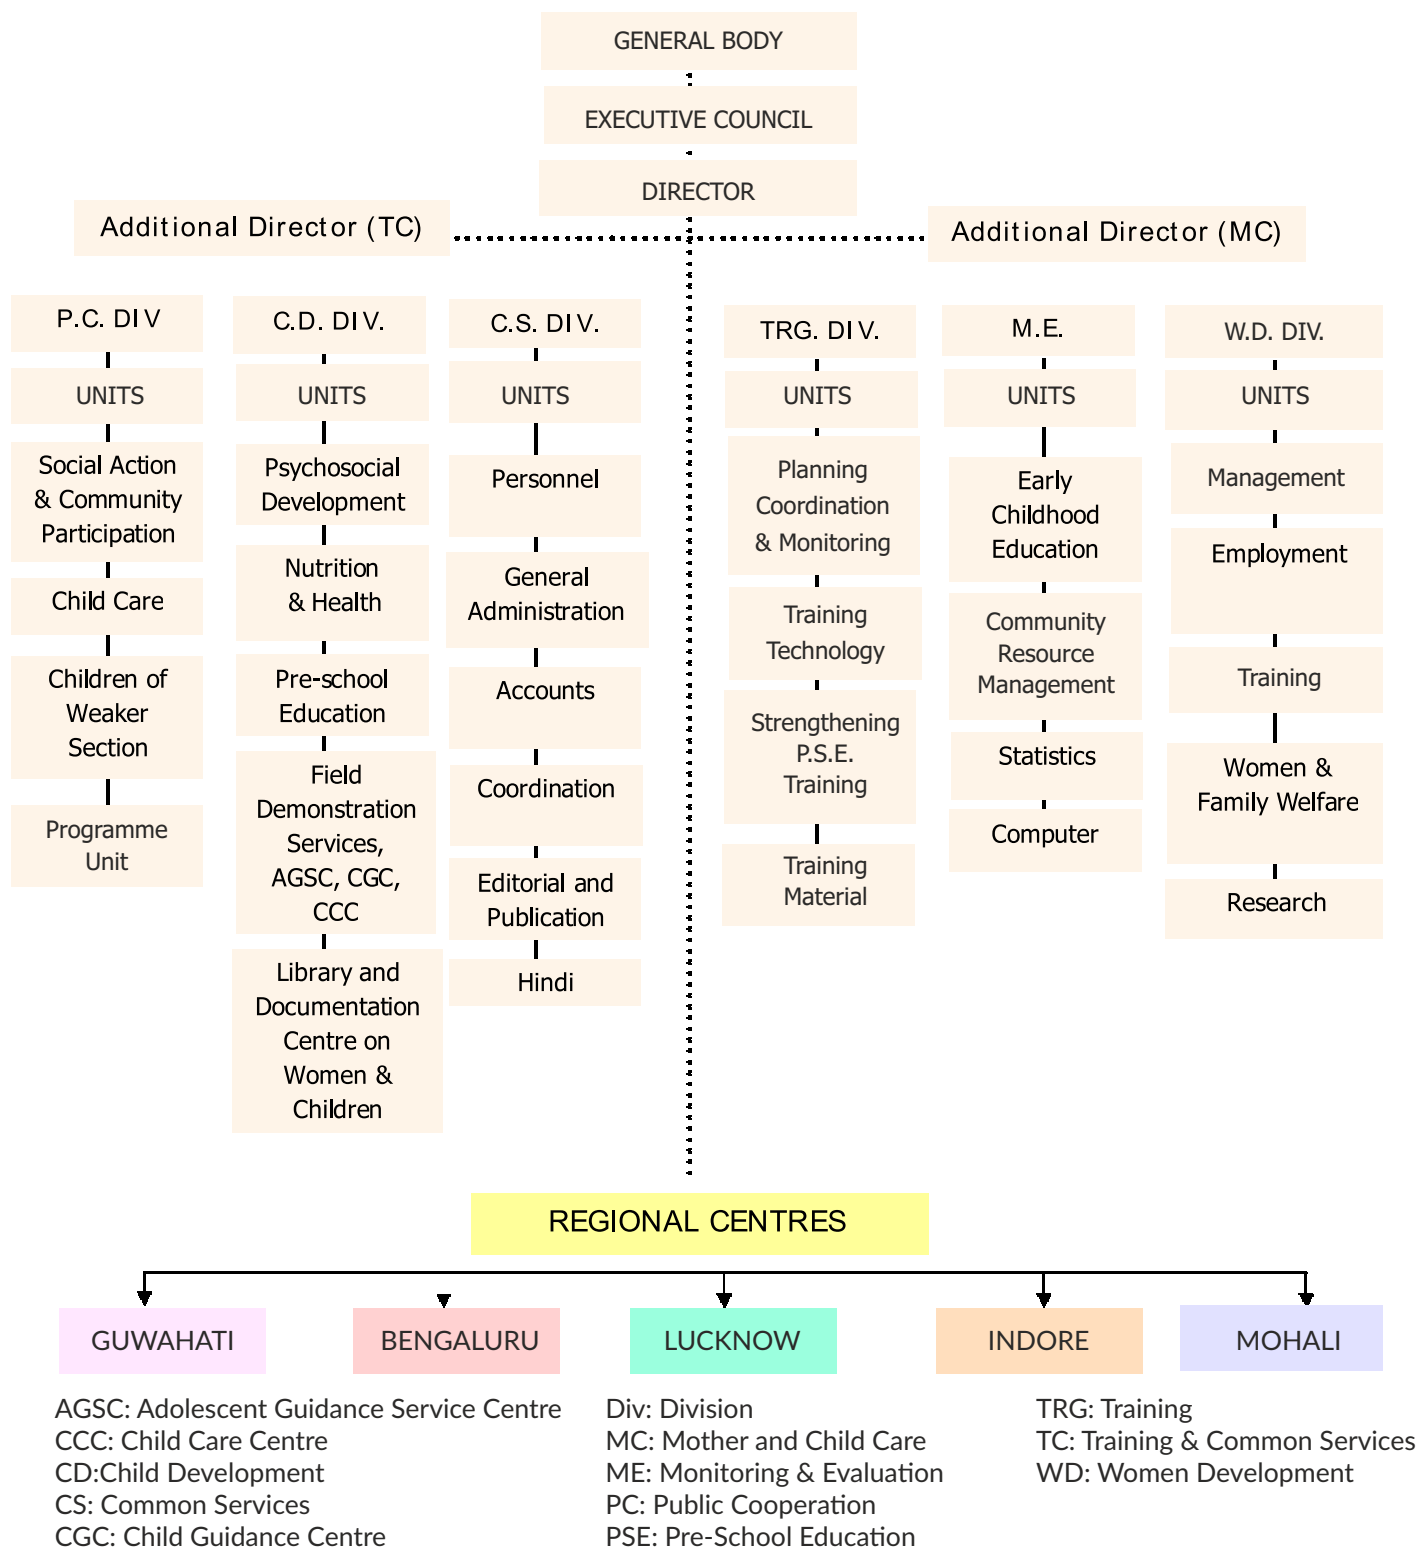 GENERAL BODY
EXECUTIVE COUNCIL
DIRECTOR
Additional Director (TC)
Additional Director (MC)
P.C. DIV
UNITS
Social Action
& Community
Participation
Child Care
Children of
Weaker
Section
Programme
Unit
C.D. DIV.
UNITS
Psychosocial
Development
Nutrition
& Health
Pre-school
Education
Field
Demonstration
Services,
AGSC, CGC,
CCC
Library and
Documentation
Centre on
Women &
Children
C.S. DIV.
UNITS
Personnel
General
Administration
Accounts
Coordination
Editorial and
Publication
Hindi
TRG. DIV.
UNITS
Planning
Coordination
& Monitoring
Training
Technology
Strengthening
P.S.E.
Training
Training
Material
M.E.
UNITS
Early
Childhood
Education
Community
Resource
Management
Statistics
Computer
W.D. DIV.
UNITS
Management
Employment
Training
Women &
Family Welfare
Research
REGIONAL CENTRES
GUWAHATI
BENGALURU
LUCKNOW
INDORE
MOHALI
AGSC: Adolescent Guidance Service Centre
CCC: Child Care Centre
CD:Child Development
CS: Common Services
CGC: Child Guidance Centre
Div: Division
MC: Mother and Child Care
ME: Monitoring & Evaluation
PC: Public Cooperation
PSE: Pre-School Education
TRG: Training
TC: Training & Common Services
WD: Women Development